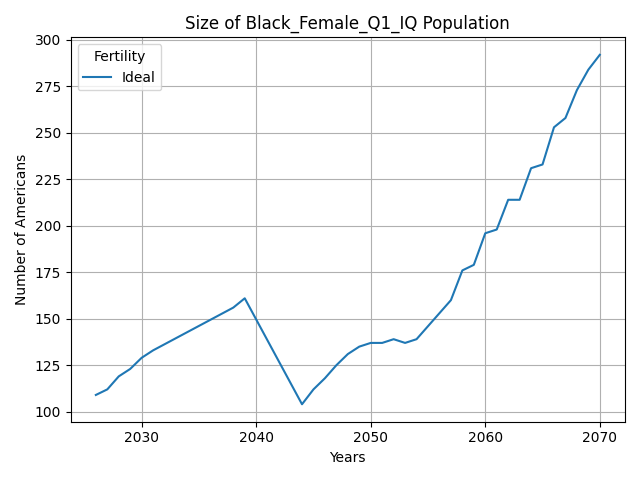 Size of Black_Female_Q1_IQ Population
Fertility
Ideal
Number of Americans
300
275
250
225
200
175
150
125
100
2030 2040 2050 2060 2070
Years